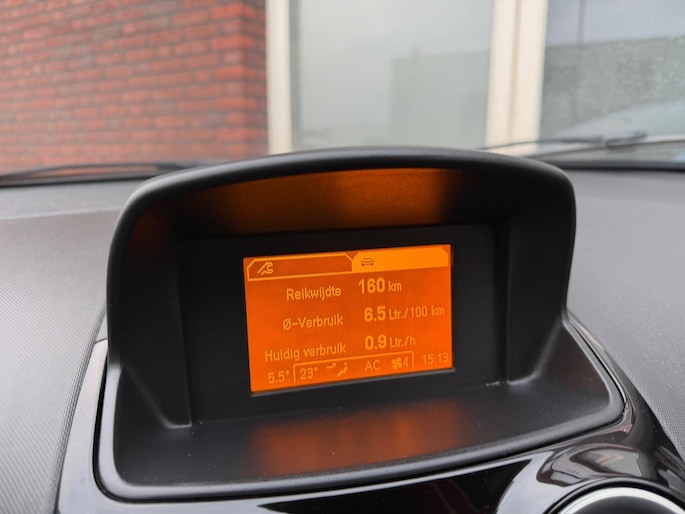 Reikwijdte 160 km
Ø-Verbruik 6.5 Ltr./100 km
Huidig verbruik 0.9 Ltr./h
5.5° 23° AC 4 15:13